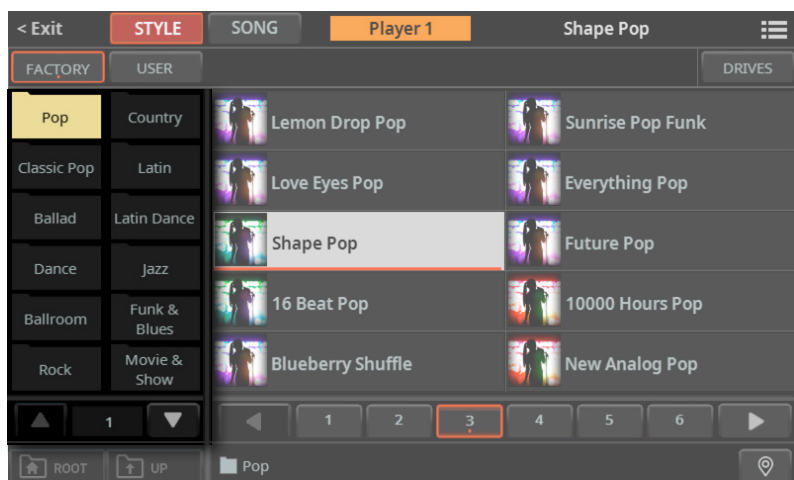 < Exit STYLE SONG Player 1 Shape Pop
FACTORY USER DRIVES
Pop Country Lemon Drop Pop Sunrise Pop Funk
Classic Pop Latin Love Eyes Pop Everything Pop
Ballad Latin Dance Shape Pop Future Pop
Dance Jazz
Ballroom Funk & Blues 16 Beat Pop 10000 Hours Pop
Rock Movie & Show Blueberry Shuffle New Analog Pop
1 1 2 3 4 5 6
ROOT UP Pop